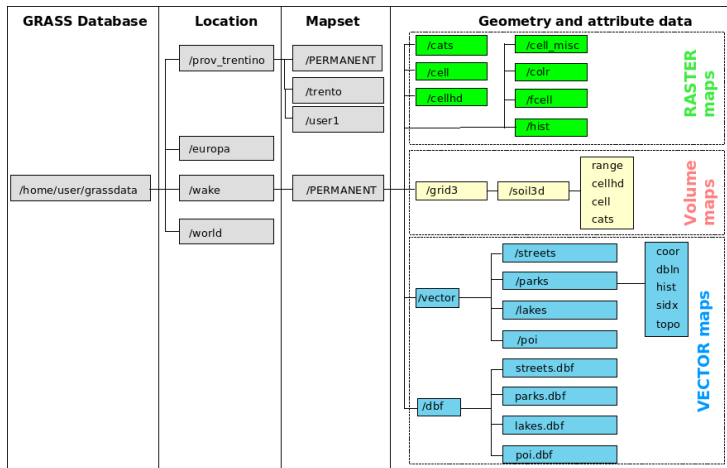 GRASS Database
Location
Mapset
Geometry and attribute data
/home/user/grassdata
/prov_trentino
/europa
/wake
/world
/PERMANENT
/trento
/user1
/PERMANENT
/cats
/cell
/cellhd
/cell_misc
/colr
/fcell
/hist
RASTER
maps
/grid3
/soil3d
range
cellhd
cell
cats
Volume
maps
/vector
/streets
/parks
/lakes
/poi
coor
dbln
hist
sidx
topo
/dbf
streets.dbf
parks.dbf
lakes.dbf
poi.dbf
VECTOR maps